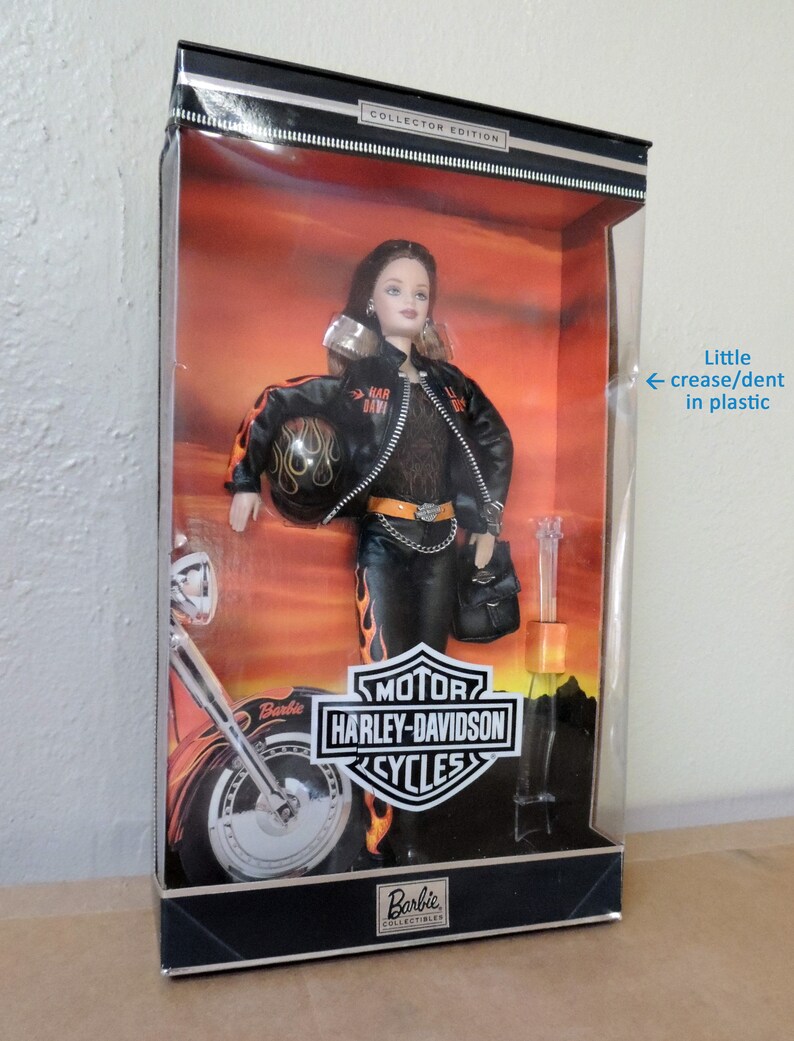 COLLECTOR EDITION
Little
← crease/dent
in plastic
HAR
DAVI
Barbie
MOTOR
HARLEY-DAVIDSON
CYCLES
Barbie
COLLECTIBLES